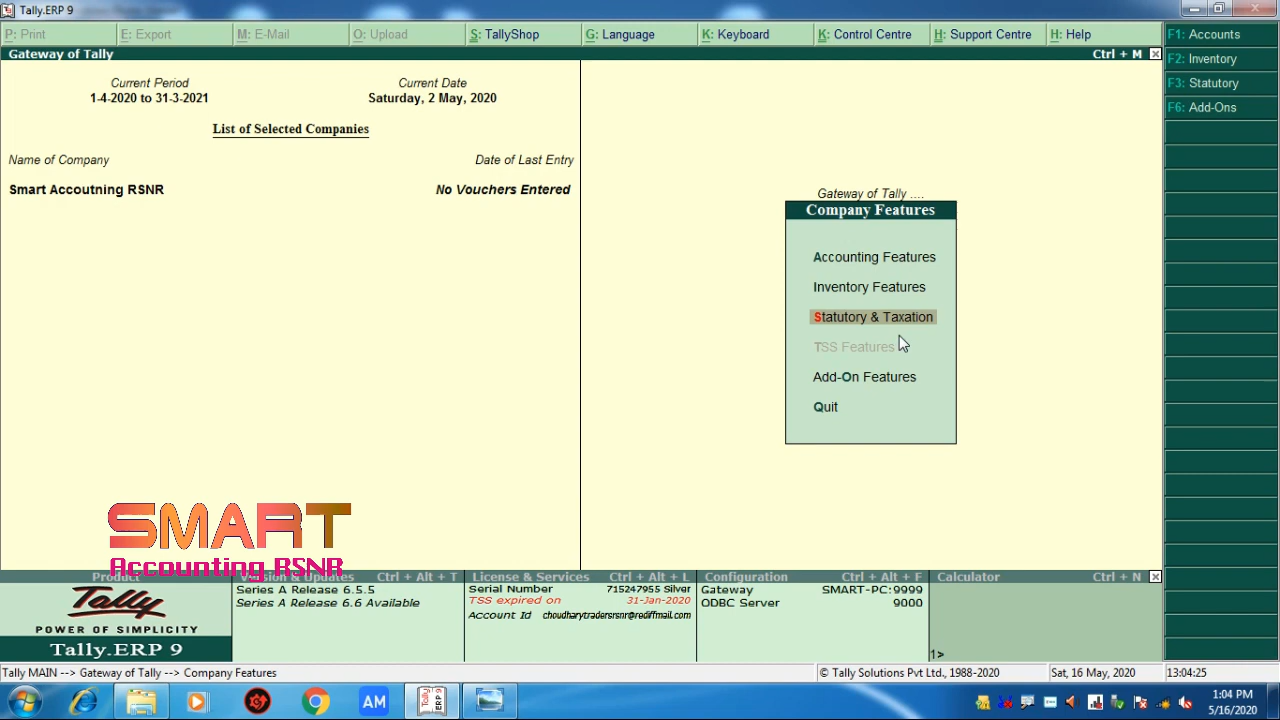 Tally.ERP 9
P: Print
E: Export
M: E-Mail
O: Upload
S: TallyShop
G: Language
K: Keyboard
K: Control Centre
H: Support Centre
H: Help
F1: Accounts
F2: Inventory
F3: Statutory
F6: Add-Ons
Gateway of Tally
Ctrl + M
Current Period
1-4-2020 to 31-3-2021
Current Date
Saturday, 2 May, 2020
List of Selected Companies
Name of Company
Date of Last Entry
Smart Accoutning RSNR
No Vouchers Entered
Gateway of Tally ....
Company Features
Accounting Features
Inventory Features
Statutory & Taxation
TSS Features
Add-On Features
Quit
SMART
Accounting RSNR
Product
Tally
POWER OF SIMPLICITY
Tally.ERP 9
Version & Updates Ctrl + Alt + T
Series A Release 6.5.5
Series A Release 6.6 Available
License & Services Ctrl + Alt + L
Serial Number 715247955 Silver
TSS expired on 31-Jan-2020
Account Id choudharytradersrsnr@rediffmail.com
Configuration Ctrl + Alt + F
Gateway SMART-PC:9999
ODBC Server 9000
Calculator Ctrl + N
1>
Tally MAIN --> Gateway of Tally --> Company Features
© Tally Solutions Pvt Ltd., 1988-2020
Sat, 16 May, 2020
13:04:25
AM
1:04 PM
5/16/2020